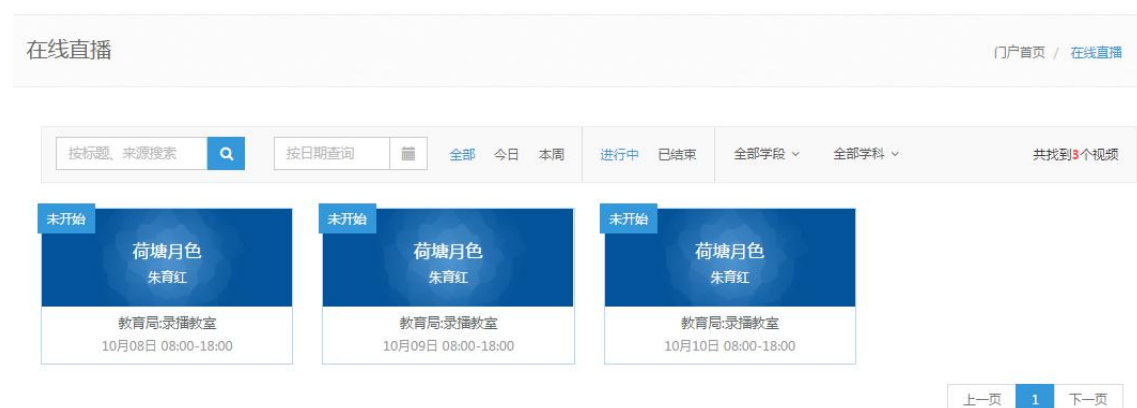 在线直播
门户首页 / 在线直播
按标题、来源搜索 按日期查询 全部 今日 本周 进行中 已结束 全部学段 全部学科 共找到3个视频
未开始 未开始 未开始
荷塘月色 荷塘月色 荷塘月色
朱育红 朱育红 朱育红
教育局:录播教室 教育局:录播教室 教育局:录播教室
10月08日 08:00-18:00 10月09日 08:00-18:00 10月10日 08:00-18:00
上一页 1 下一页